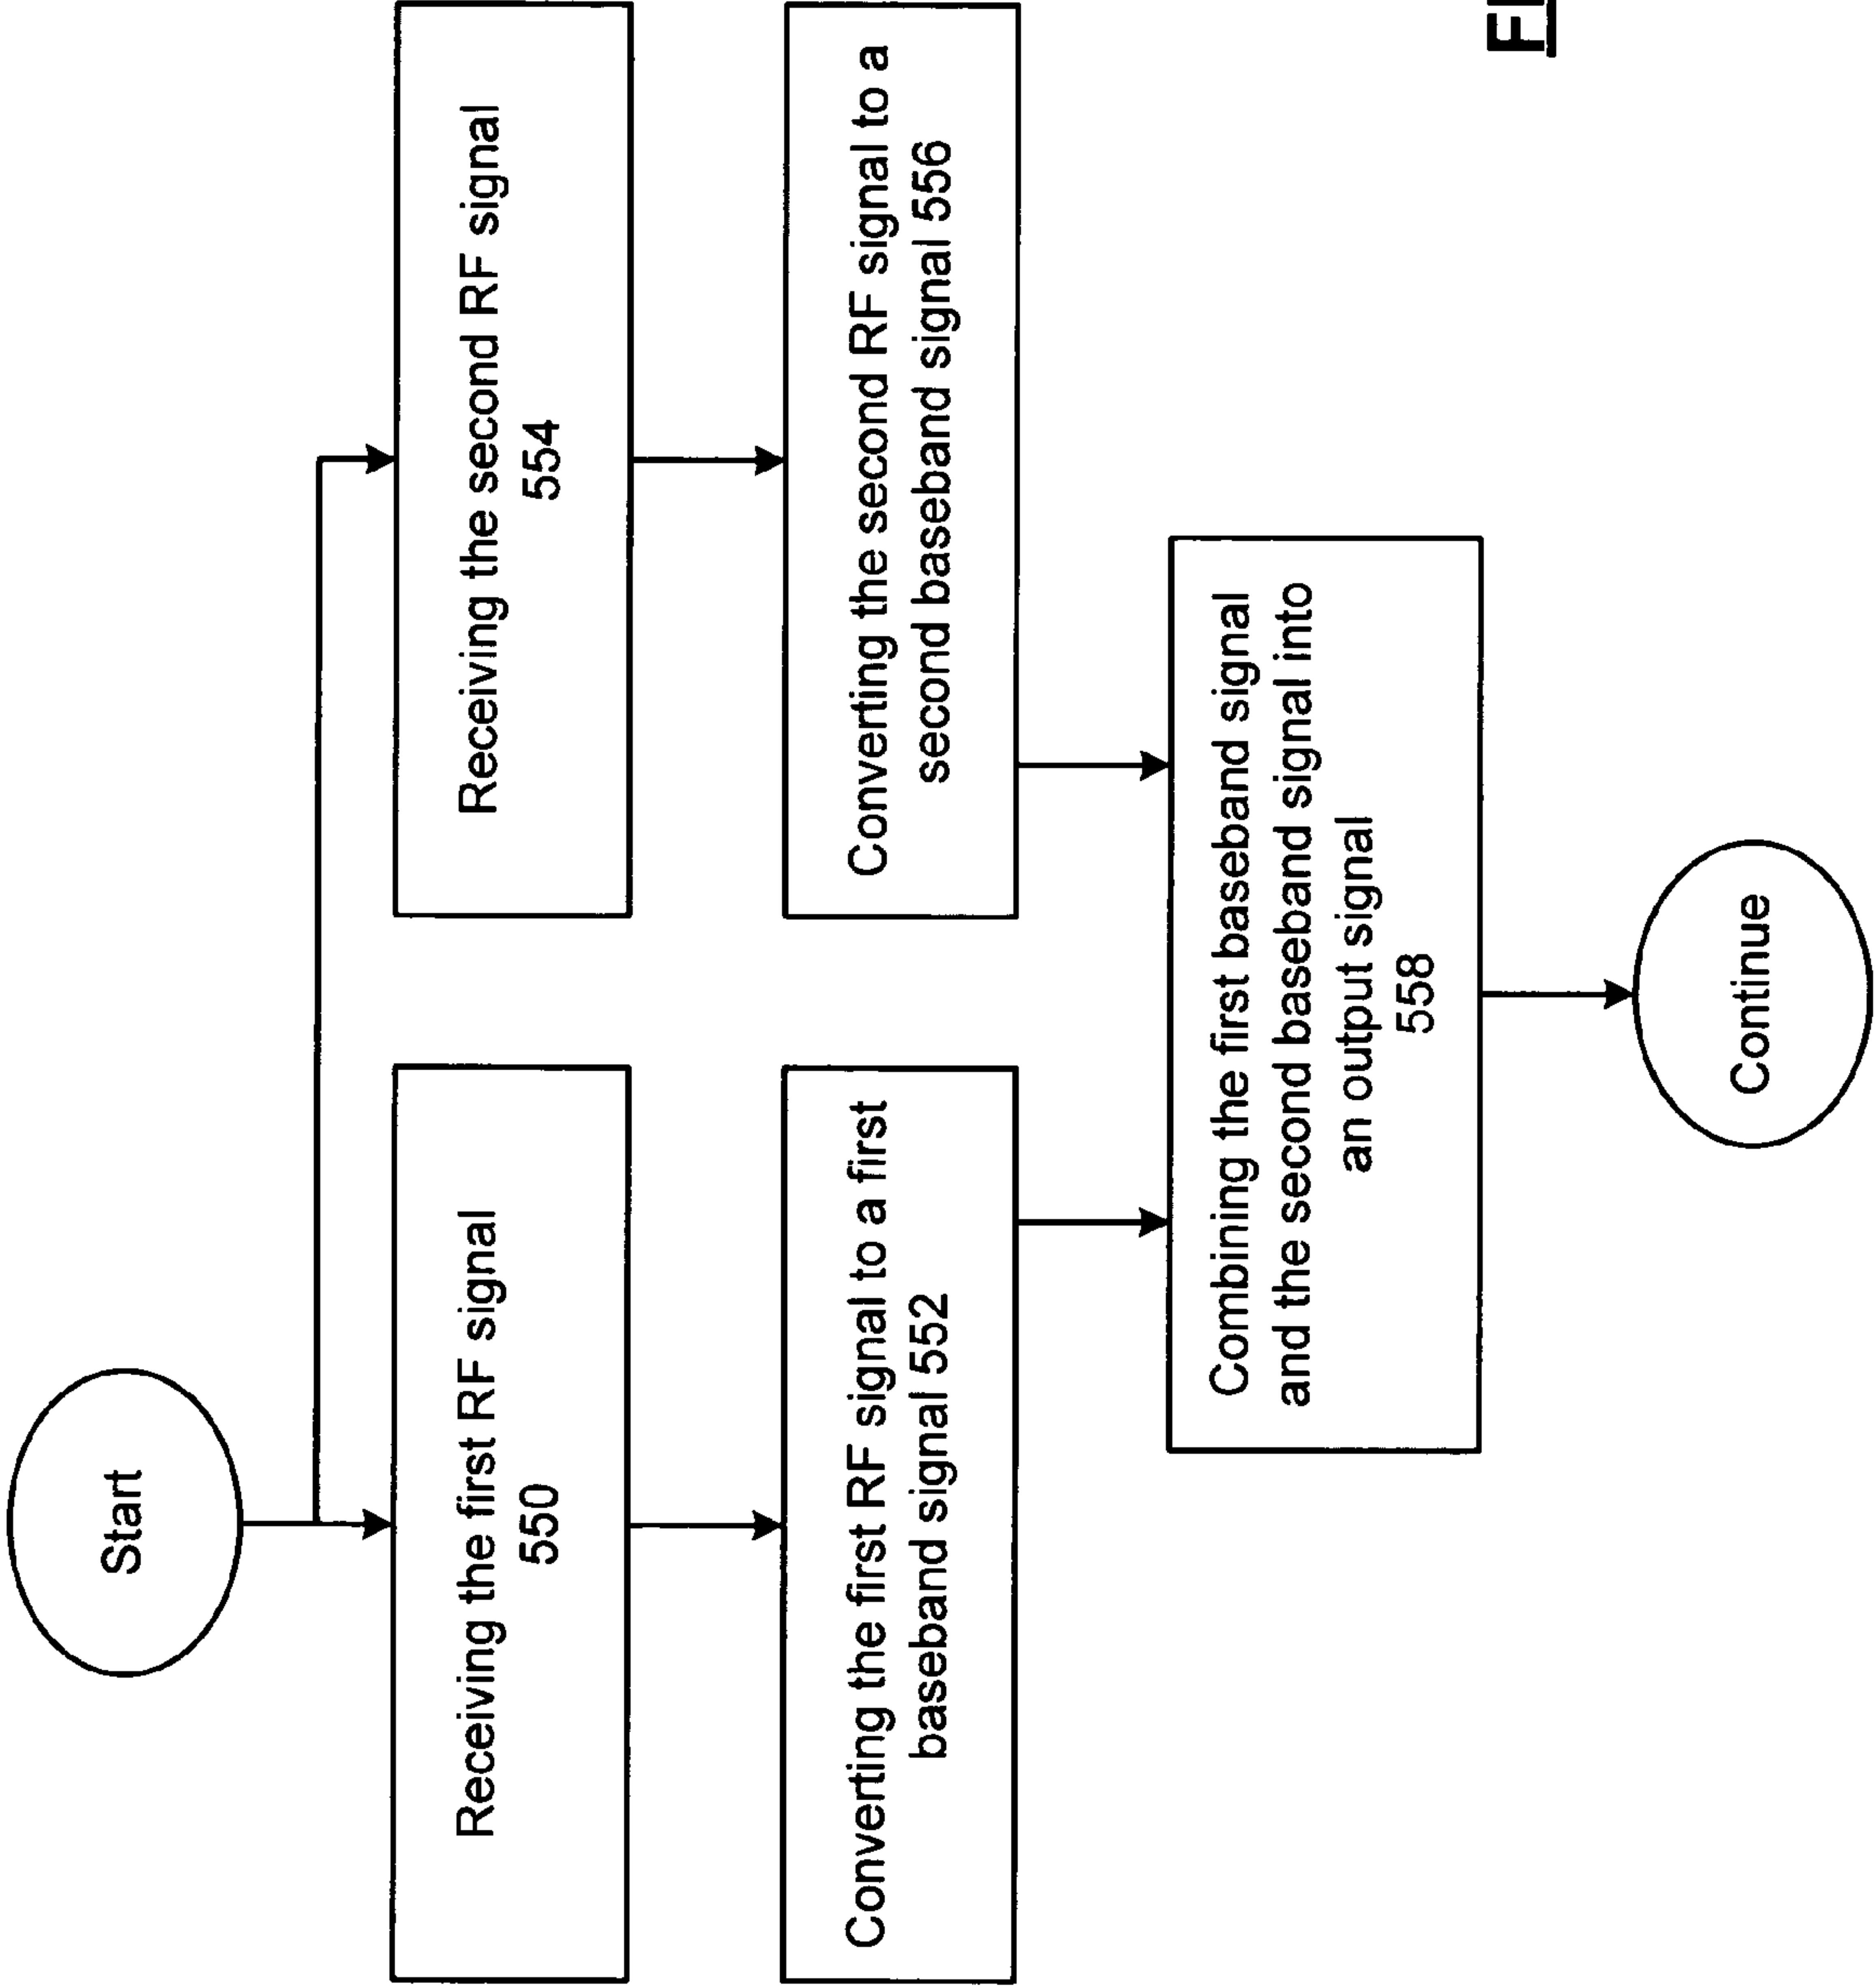 Start
Receiving the first RF signal
550
Receiving the second RF signal
554
Converting the first RF signal to a first
baseband signal 552
Converting the second RF signal to a
second baseband signal 556
Combining the first baseband signal
and the second baseband signal into
an output signal
558
Continue